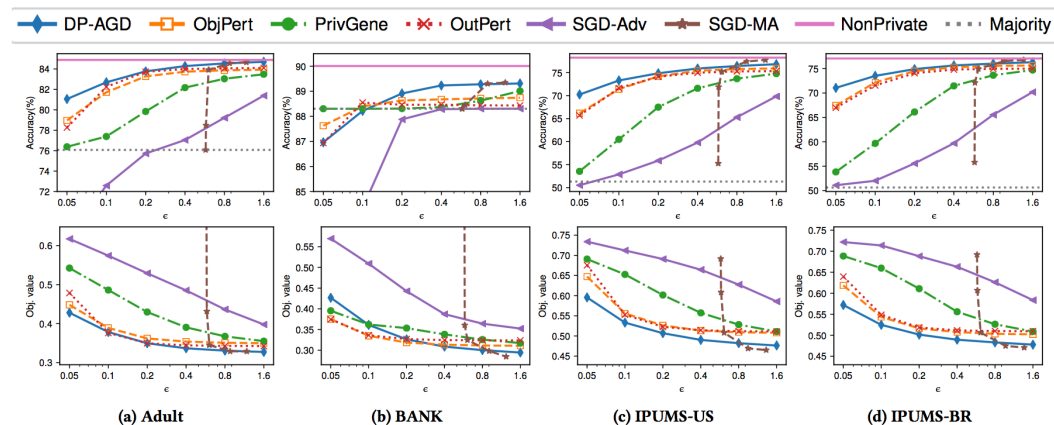 DP-AGD ObjPert PrivGene OutPert SGD-Adv SGD-MA NonPrivate Majority
Accuracy(%)
84
82
80
78
76
74
72
0.05 0.1 0.2 0.4 0.8 1.6
ϵ
Accuracy(%)
90
89
88
87
86
85
0.05 0.1 0.2 0.4 0.8 1.6
ϵ
Accuracy(%)
75
70
65
60
55
50
0.05 0.1 0.2 0.4 0.8 1.6
ϵ
Accuracy(%)
75
70
65
60
55
50
0.05 0.1 0.2 0.4 0.8 1.6
ϵ
Obj. value
0.6
0.5
0.4
0.3
0.05 0.1 0.2 0.4 0.8 1.6
ϵ
Obj. value
0.55
0.50
0.45
0.40
0.35
0.30
0.05 0.1 0.2 0.4 0.8 1.6
ϵ
Obj. value
0.75
0.70
0.65
0.60
0.55
0.50
0.45
0.05 0.1 0.2 0.4 0.8 1.6
ϵ
Obj. value
0.75
0.70
0.65
0.60
0.55
0.50
0.45
0.05 0.1 0.2 0.4 0.8 1.6
ϵ
(a) Adult
(b) BANK
(c) IPUMS-US
(d) IPUMS-BR